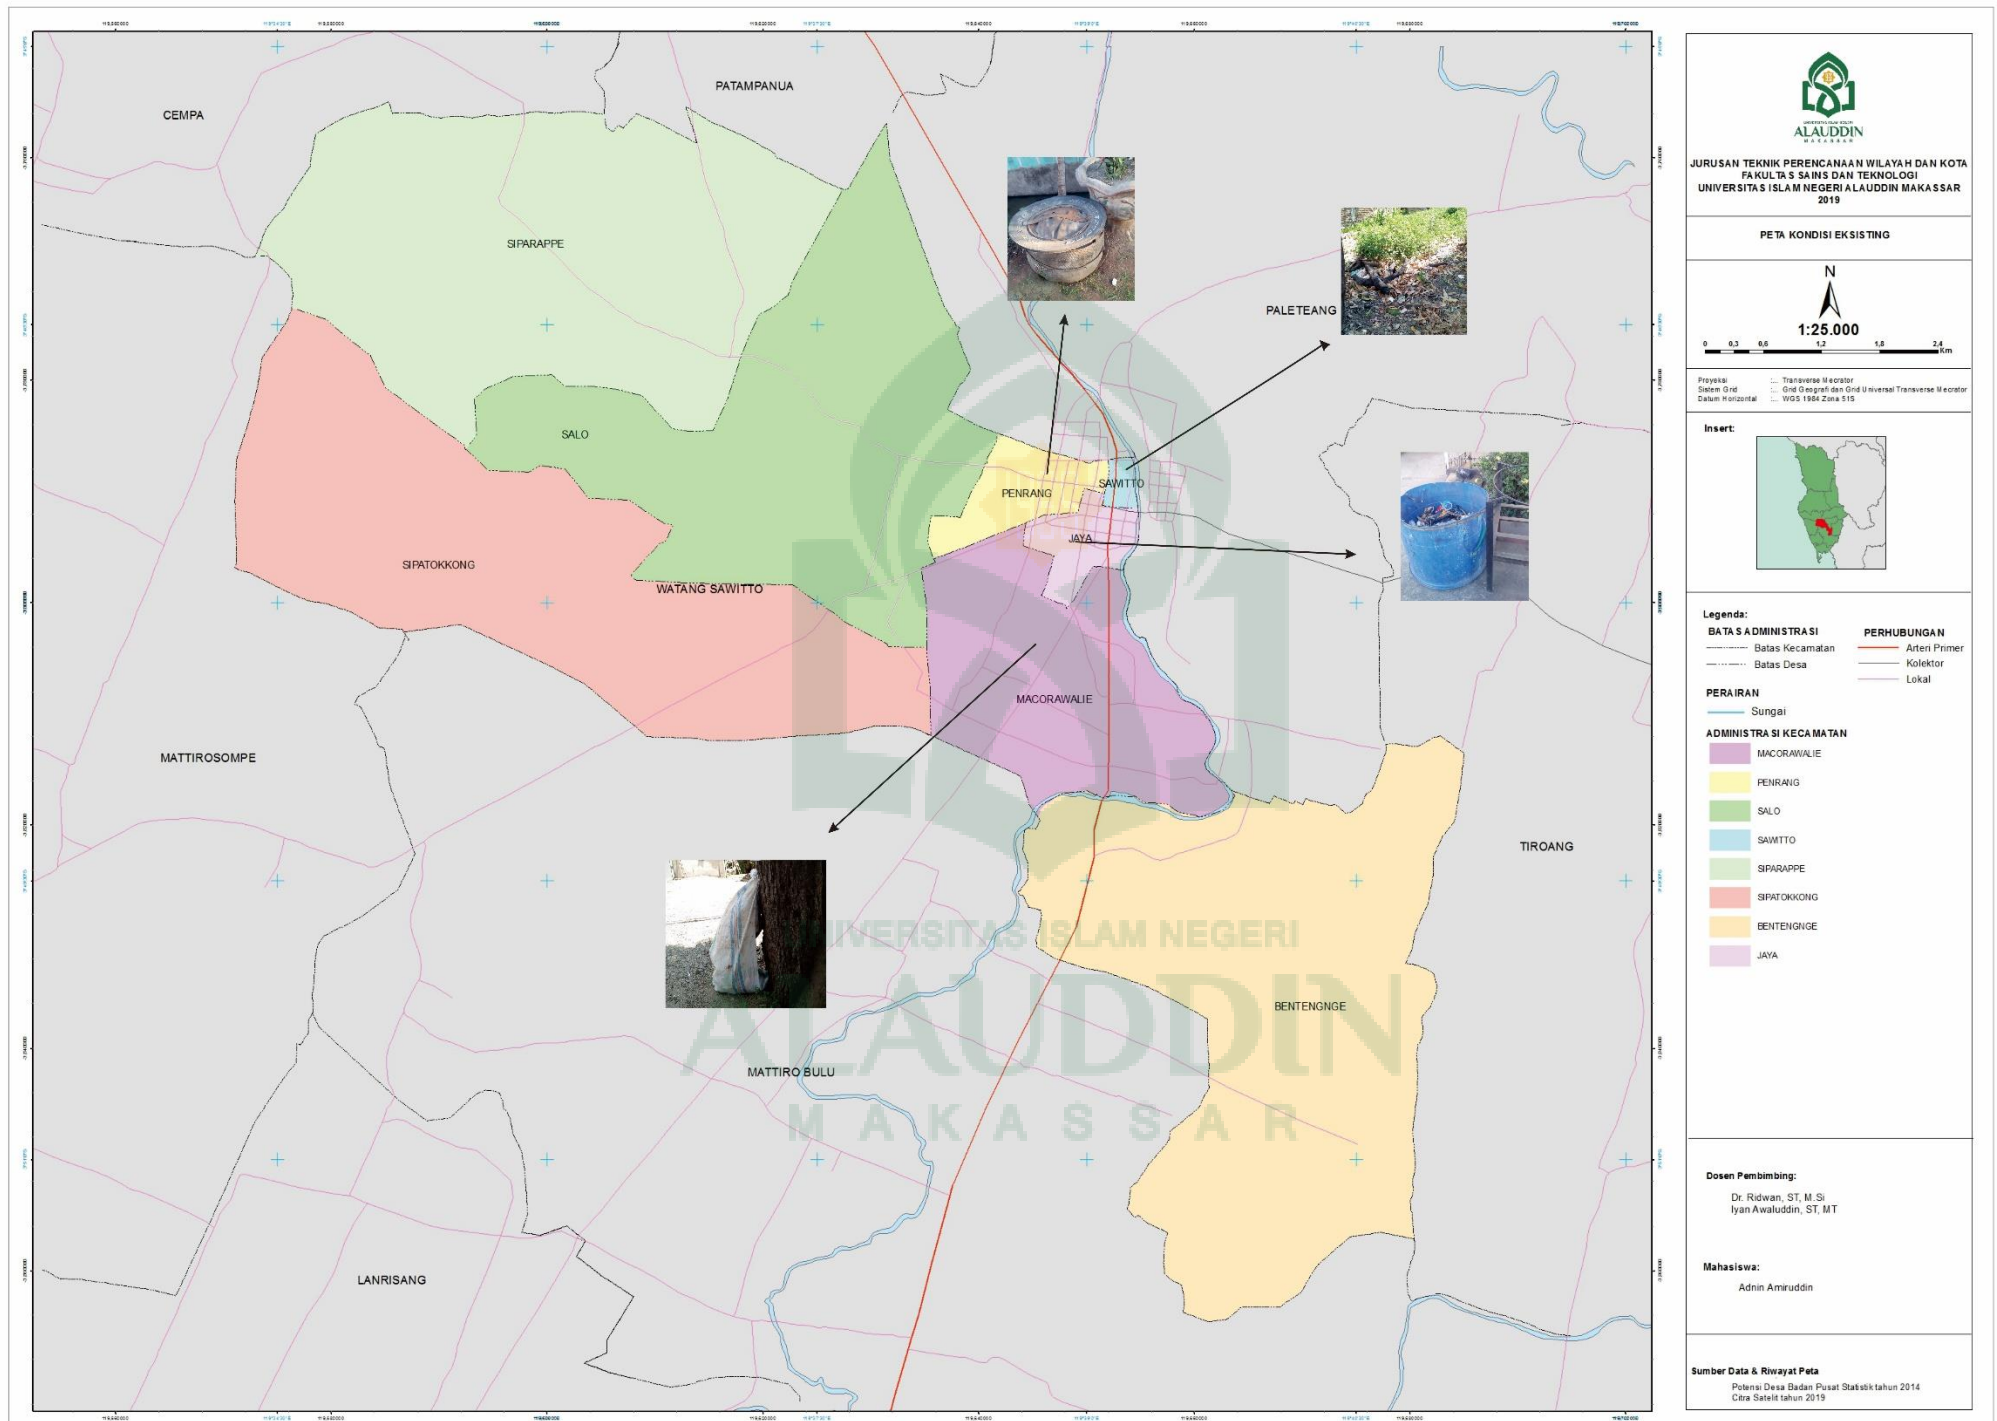 CEMPA
PATAMPANUA
SIPARAPPE
PALETEANG
SALO
PENRANG
SAWITTO
JAYA
SIPATOKKONG
WATANG SAWITTO
MACORAWALIE
MATTIROSOMPE
TIROANG
BENTENGNGE
MATTIRO BULU
LANRISANG
UNIVERSITAS ISLAM NEGERI
ALAUDDIN
MAKASSAR
ALAUDDIN
MAKASSAR
JURUSAN TEKNIK PERENCANAAN WILAYAH DAN KOTA
FAKULTAS SAINS DAN TEKNOLOGI
UNIVERSITAS ISLAM NEGERI ALAUDDIN MAKASSAR
2019
PETA KONDISI EKSISTING
N
1:25.000
0 0,3 0,6 1,2 1,8 2,4
Km
Proyeksi :... Transverse Mecrator
Sistem Grid :... Grid Geografi dan Grid Universal Transverse Mecrator
Datum Horizontal :... WGS 1984 Zona 51S
Insert:
Legenda:
BATAS ADMINISTRASI
Batas Kecamatan
Batas Desa
PERHUBUNGAN
Arteri Primer
Kolektor
Lokal
PERAIRAN
Sungai
ADMINISTRASI KECAMATAN
MACORAWALIE
PENRANG
SALO
SAWITTO
SIPARAPPE
SIPATOKKONG
BENTENGNGE
JAYA
Dosen Pembimbing:
Dr. Ridwan, ST, M.Si
Iyan Awaluddin, ST, MT
Mahasiswa:
Adnin Amiruddin
Sumber Data & Riwayat Peta
Potensi Desa Badan Pusat Statistik tahun 2014
Citra Satelit tahun 2019